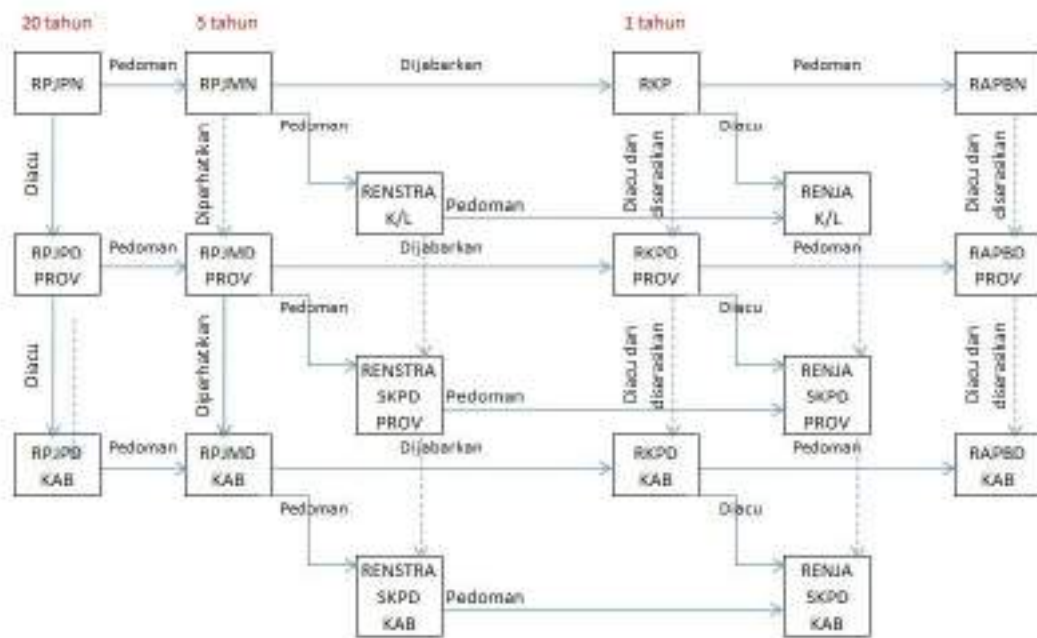 20 tahun
5 tahun
1 tahun
RPJPN
Pedoman
RPJMN
Dijabarkan
RKP
Pedoman
RAPBN
Diacu
Diperhatikan
Pedoman
RENSTRA
K/L
Pedoman
Diacu dan
diserasikan
Diacu
RENJA
K/L
Diacu dan
diserasikan
RPJPD
PROV
Pedoman
RPJMD
PROV
Dijabarkan
RKPD
PROV
Pedoman
RAPBD
PROV
Diacu
Diperhatikan
Pedoman
RENSTRA
SKPD
PROV
Pedoman
Diacu dan
diserasikan
Diacu
RENJA
SKPD
PROV
Diacu dan
diserasikan
RPJPD
KAB
Pedoman
RPJMD
KAB
Dijabarkan
RKPD
KAB
Pedoman
RAPBD
KAB
Pedoman
RENSTRA
SKPD
KAB
Pedoman
Diacu
RENJA
SKPD
KAB